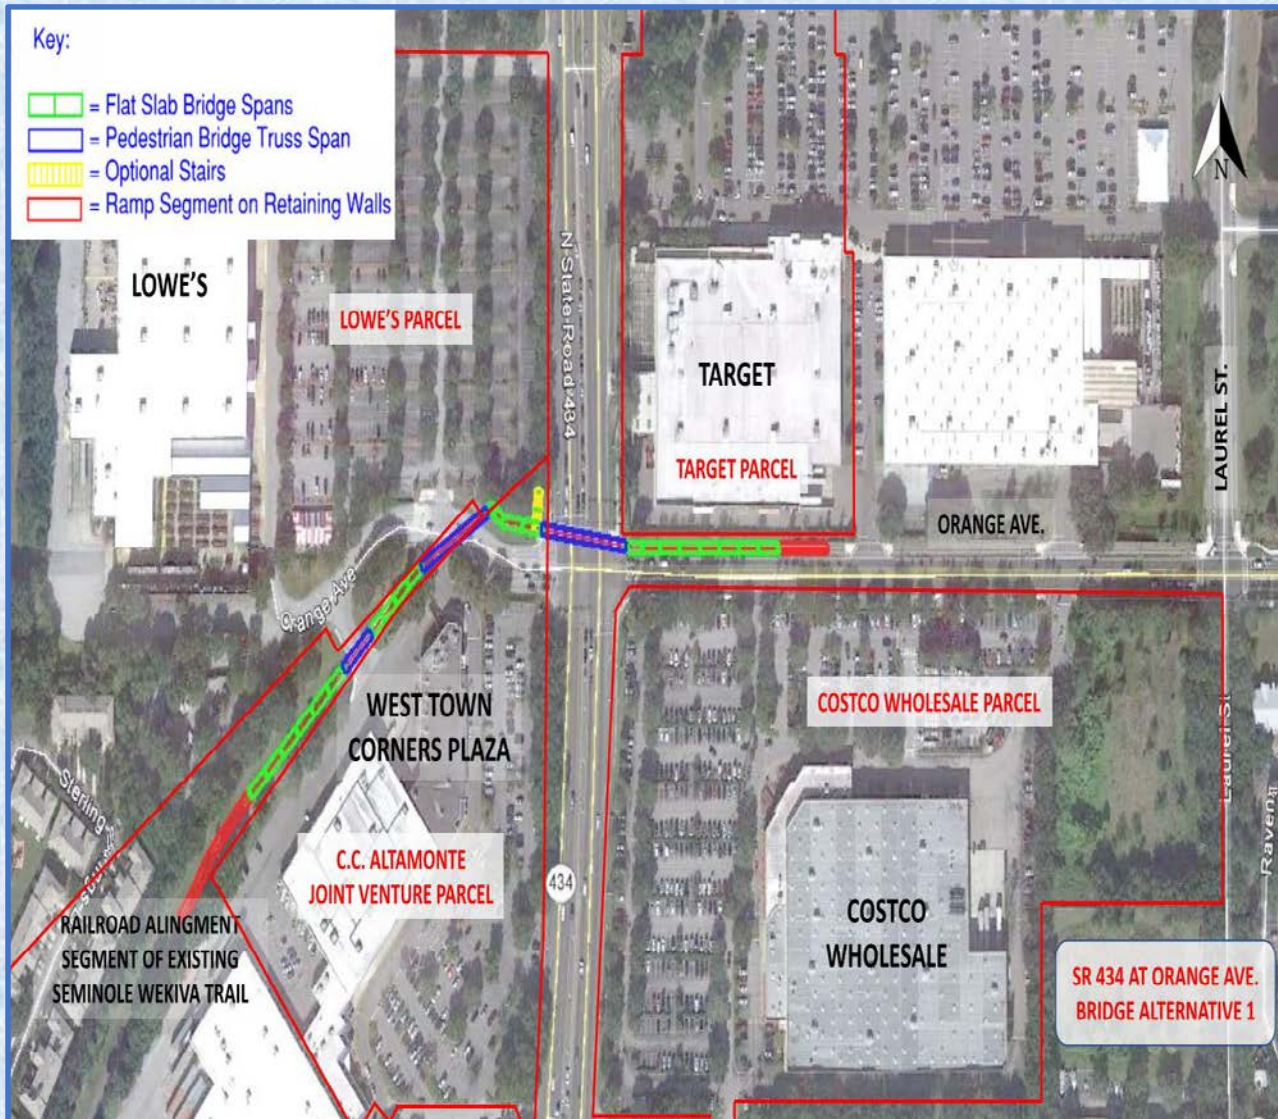 Key:
= Flat Slab Bridge Spans
= Pedestrian Bridge Truss Span
= Optional Stairs
= Ramp Segment on Retaining Walls
N
LOWE'S
LOWE'S PARCEL
N State Road 434
TARGET
TARGET PARCEL
LAUREL ST.
ORANGE AVE.
Orange Ave
WEST TOWN
CORNERS PLAZA
COSTCO WHOLESALE PARCEL
Laurel St
Sterling
C.C. ALTAMONTE
JOINT VENTURE PARCEL
434
Raven
COSTCO
WHOLESALE
RAILROAD ALINGMENT
SEGMENT OF EXISTING
SEMINOLE WEKIVA TRAIL
SR 434 AT ORANGE AVE.
BRIDGE ALTERNATIVE 1